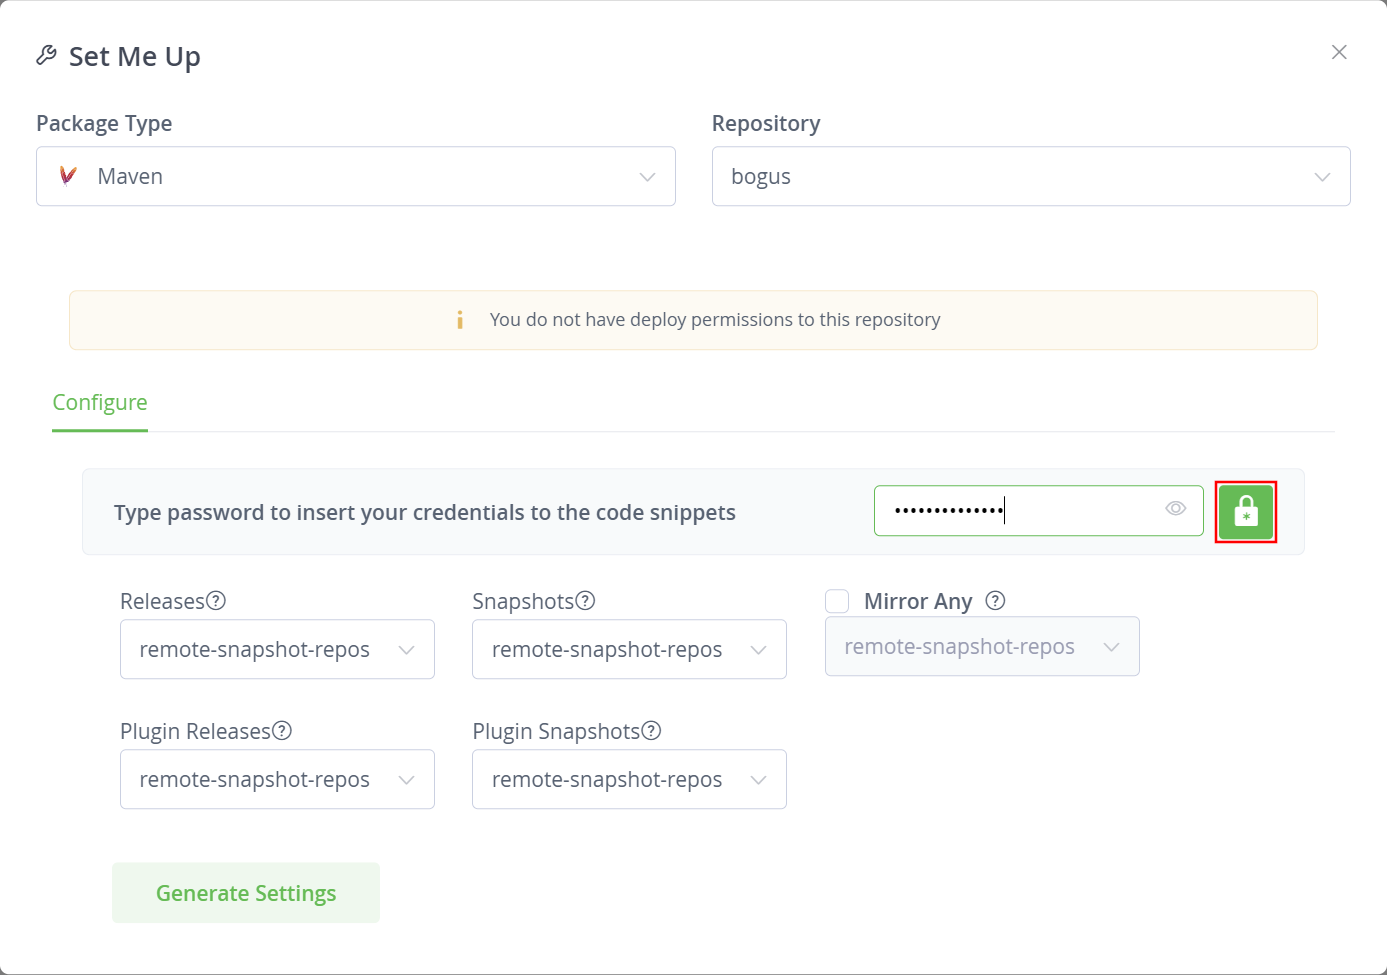 Set Me Up
Package Type
Repository
Maven
bogus
You do not have deploy permissions to this repository
Configure
Type password to insert your credentials to the code snippets
••••••••••••••
Releases
Snapshots
Mirror Any
remote-snapshot-repos
remote-snapshot-repos
remote-snapshot-repos
Plugin Releases
Plugin Snapshots
remote-snapshot-repos
remote-snapshot-repos
Generate Settings